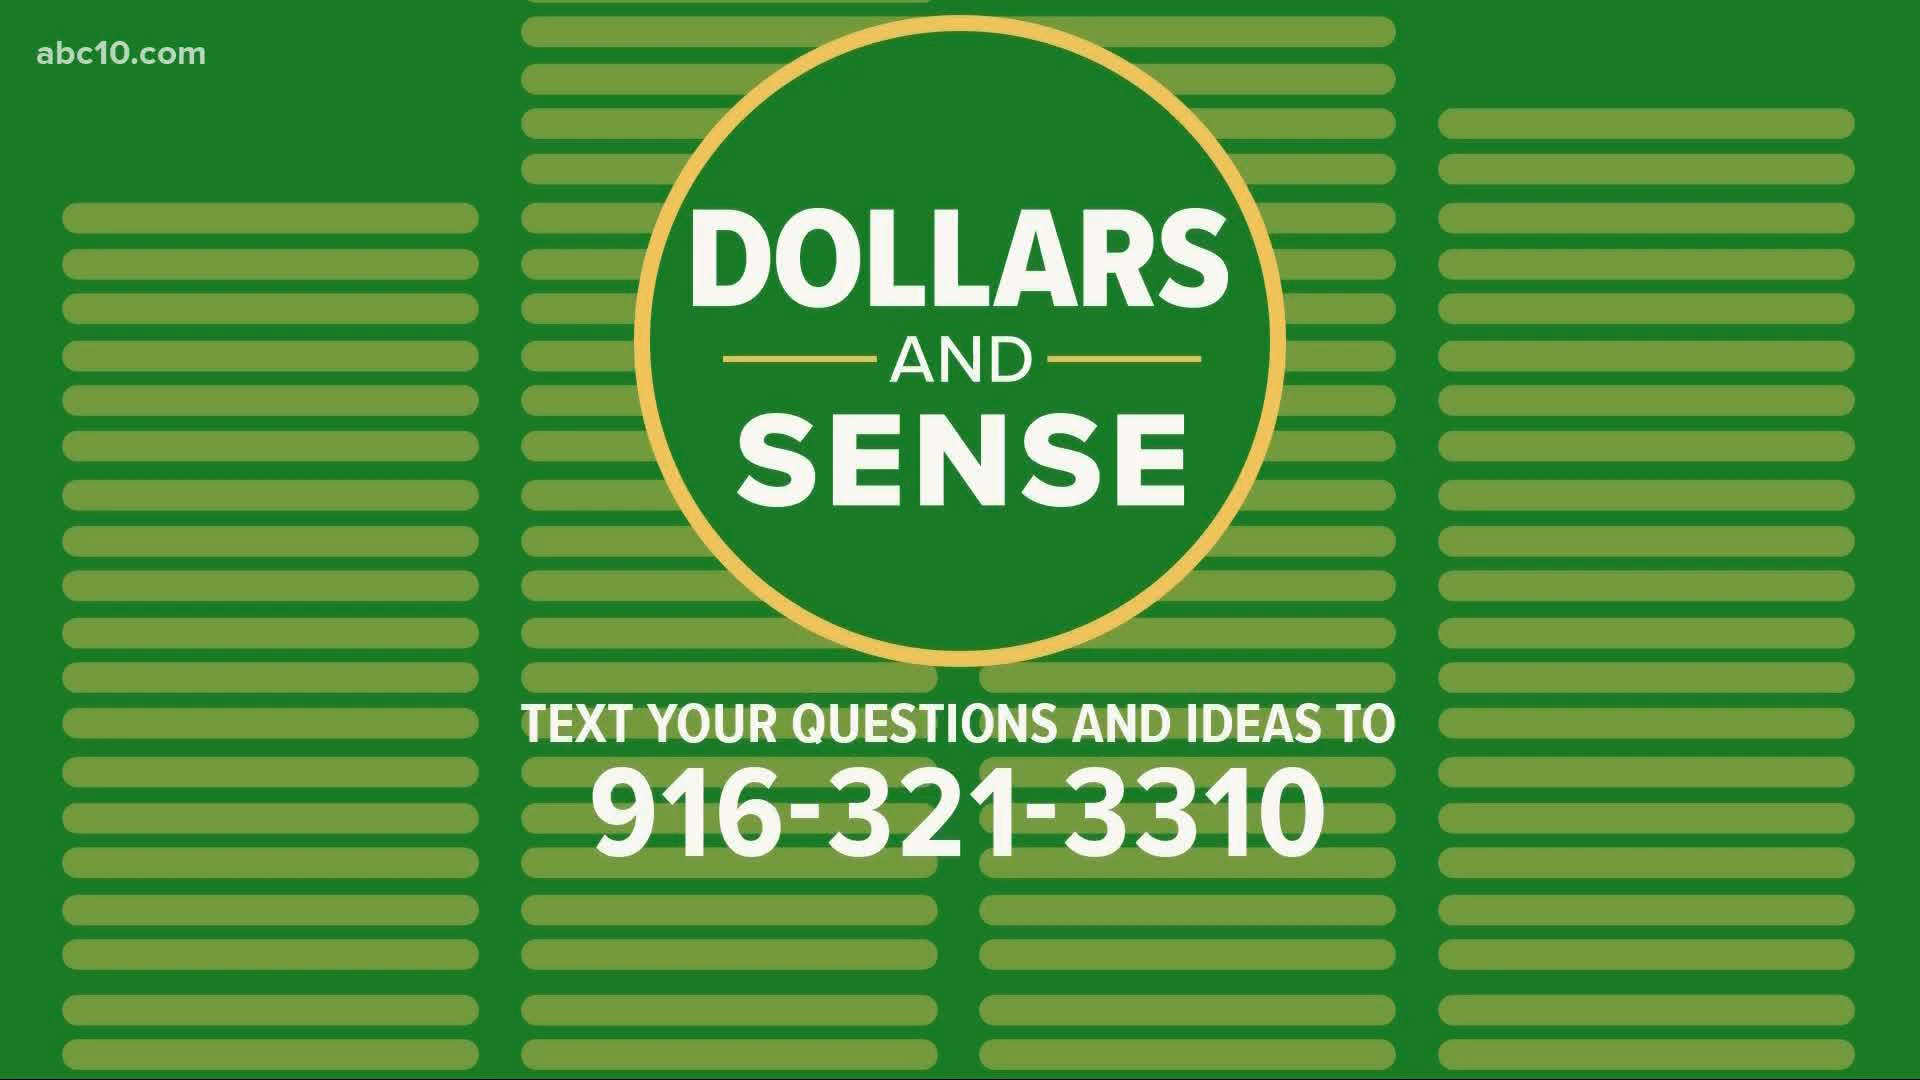 abc10.com
DOLLARS
AND
SENSE
TEXT YOUR QUESTIONS AND IDEAS TO
916-321-3310